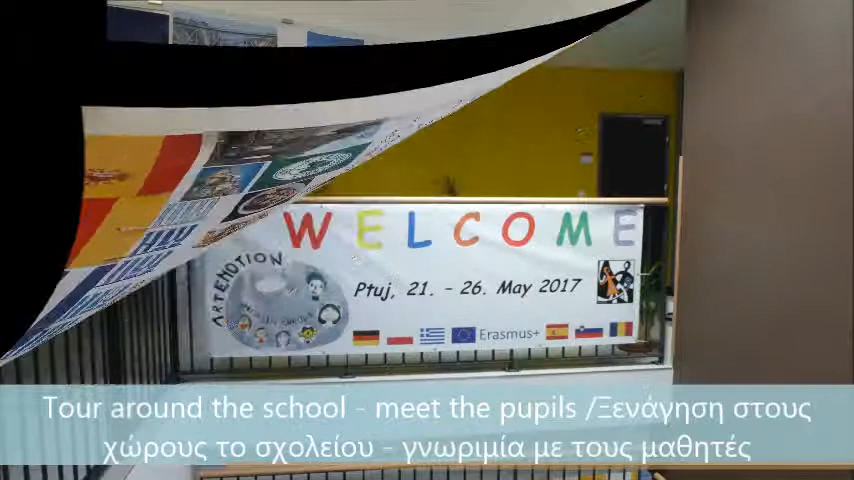 WELCOME
ARTEMOTION
Ptuj, 21. - 26. May 2017
Erasmus+
Tour around the school - meet the pupils /Ξενάγηση στους
χώρους το σχολείου - γνωριμία με τους μαθητές